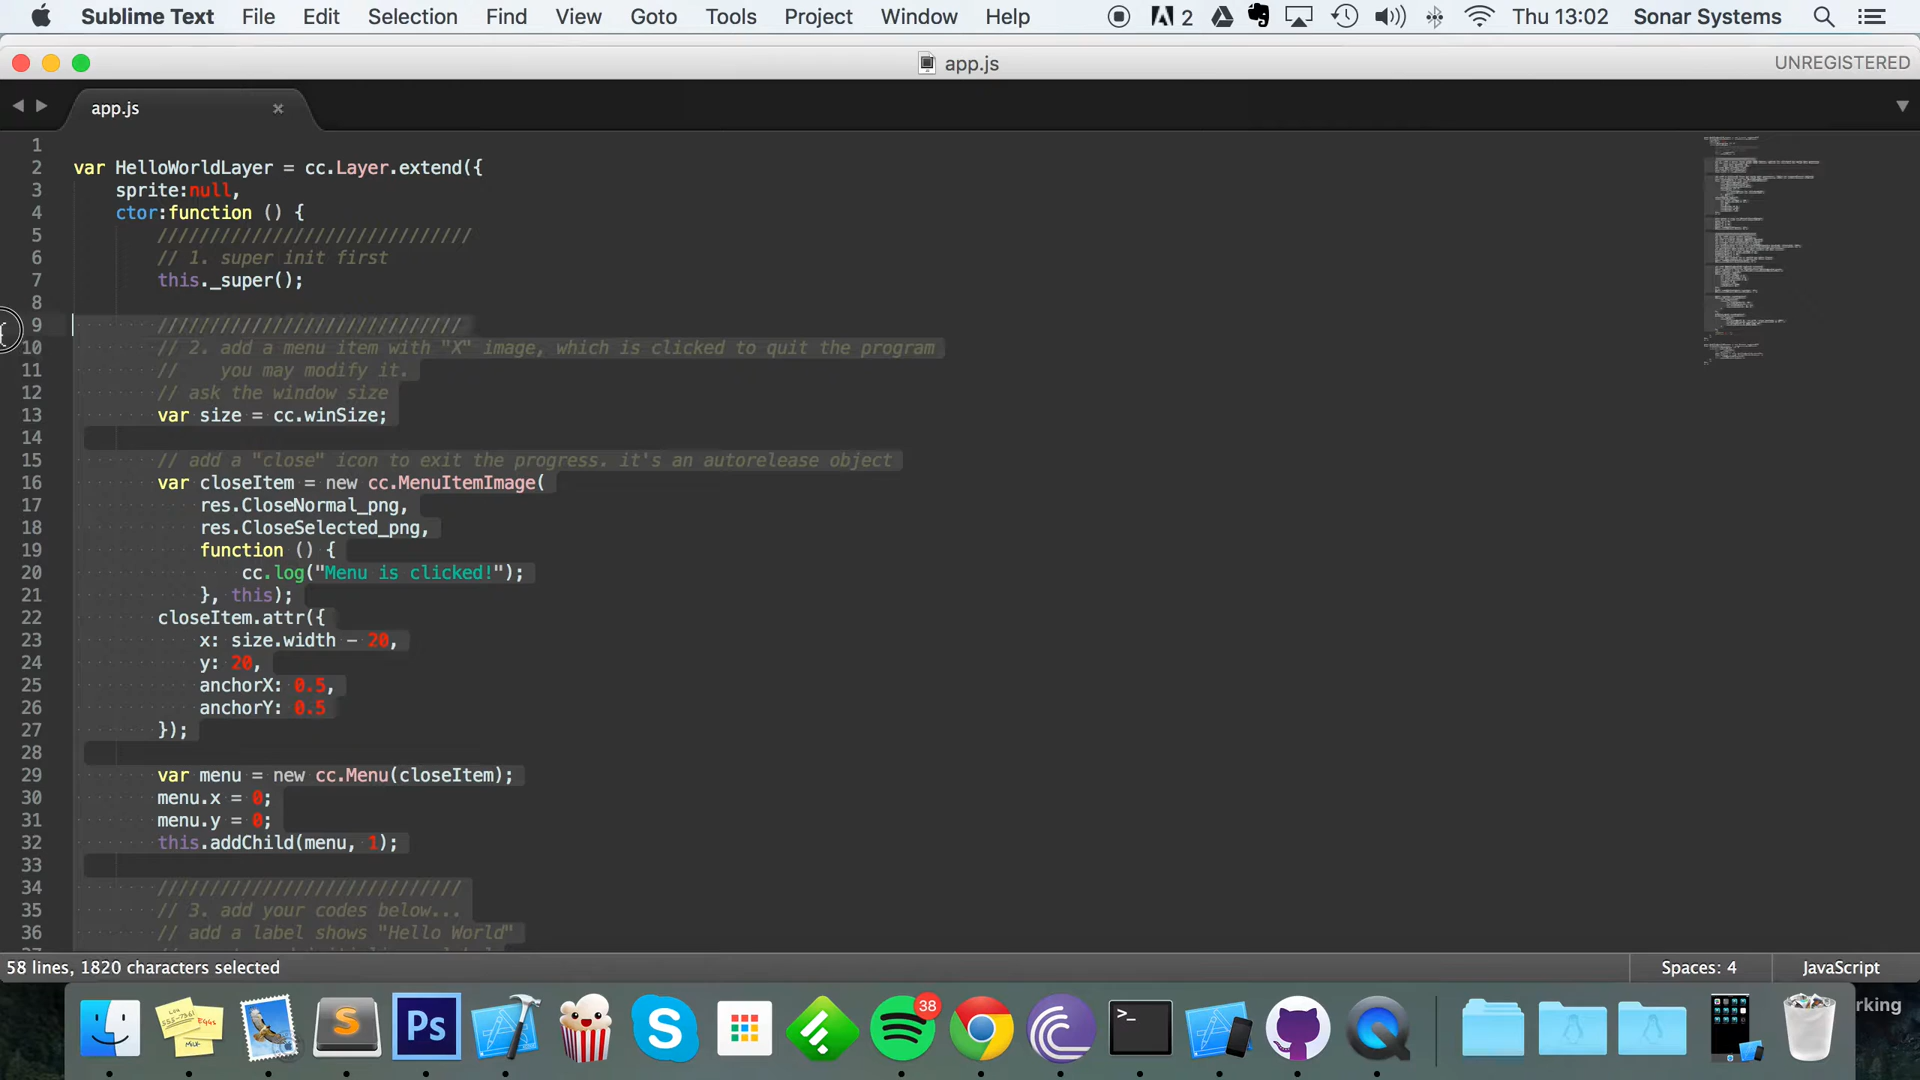 Sublime Text File Edit Selection Find View Goto Tools Project Window Help 2 Thu 13:02 Sonar Systems
app.js UNREGISTERED
app.js
1
2 var HelloWorldLayer = cc.Layer.extend({
3 sprite:null,
4 ctor:function () {
5 //////////////////////////////
6 // 1. super init first
7 this._super();
8
9 /////////////////////////////
10 // 2. add a menu item with "X" image, which is clicked to quit the program
11 // you may modify it.
12 // ask the window size
13 var size = cc.winSize;
14
15 // add a "close" icon to exit the progress. it's an autorelease object
16 var closeItem = new cc.MenuItemImage(
17 res.CloseNormal_png,
18 res.CloseSelected_png,
19 function () {
20 cc.log("Menu is clicked!");
21 }, this);
22 closeItem.attr({
23 x: size.width - 20,
24 y: 20,
25 anchorX: 0.5,
26 anchorY: 0.5
27 });
28
29 var menu = new cc.Menu(closeItem);
30 menu.x = 0;
31 menu.y = 0;
32 this.addChild(menu, 1);
33
34 /////////////////////////////
35 // 3. add your codes below...
36 // add a label shows "Hello World"
58 lines, 1820 characters selected Spaces: 4 JavaScript
38
Ps
rking